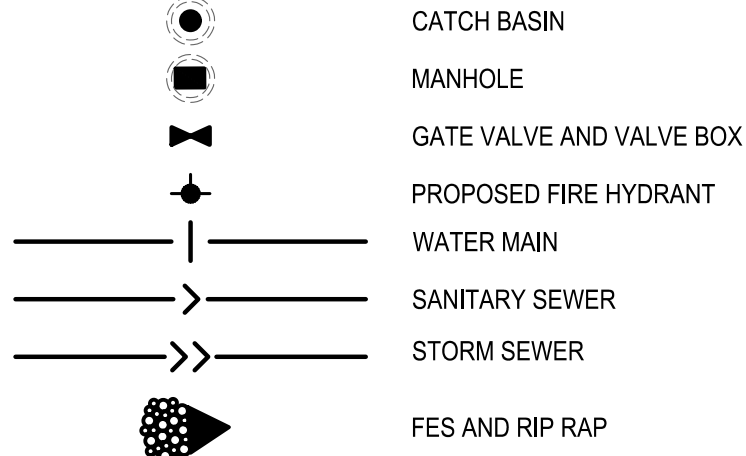 CATCH BASIN
MANHOLE
GATE VALVE AND VALVE BOX
PROPOSED FIRE HYDRANT
WATER MAIN
SANITARY SEWER
STORM SEWER
FES AND RIP RAP